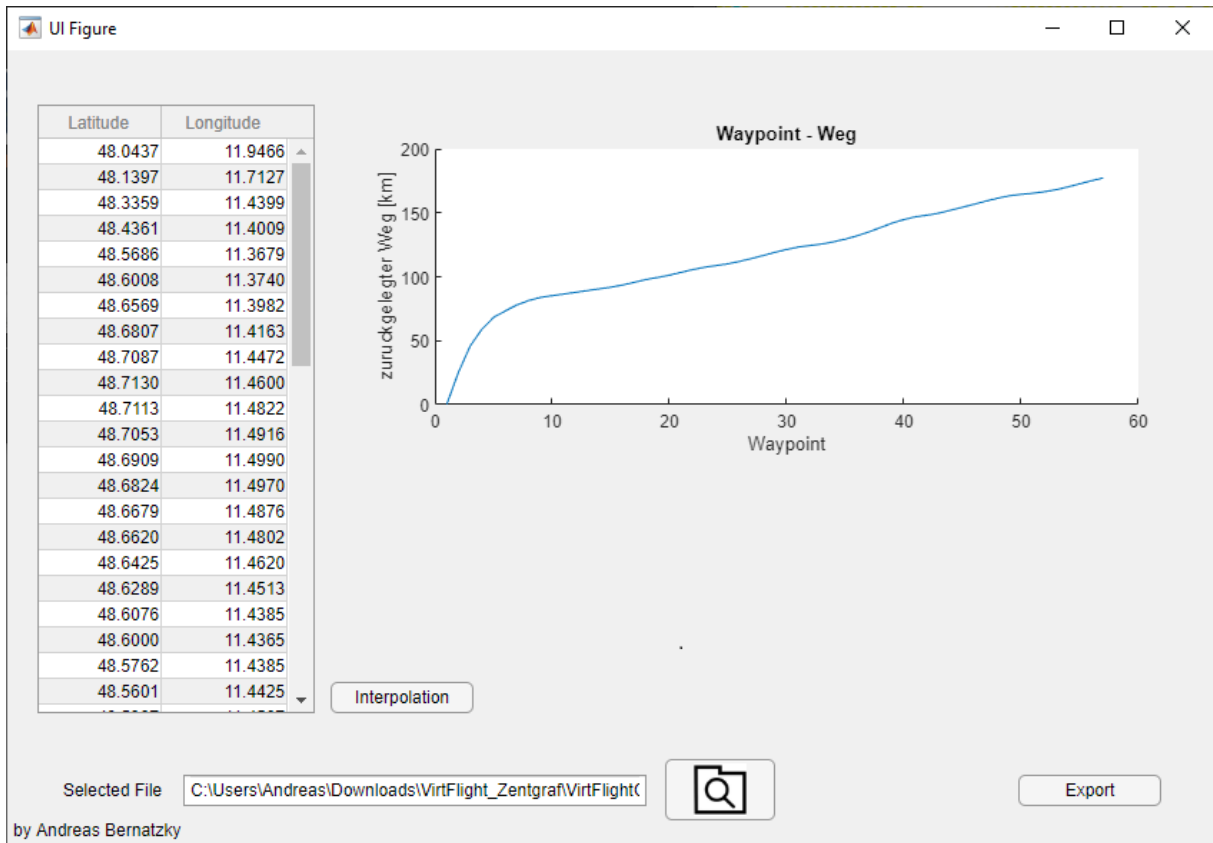 UI Figure
Latitude Longitude
48.0437 11.9466
48.1397 11.7127
48.3359 11.4399
48.4361 11.4009
48.5686 11.3679
48.6008 11.3740
48.6569 11.3982
48.6807 11.4163
48.7087 11.4472
48.7130 11.4600
48.7113 11.4822
48.7053 11.4916
48.6909 11.4990
48.6824 11.4970
48.6679 11.4876
48.6620 11.4802
48.6425 11.4620
48.6289 11.4513
48.6076 11.4385
48.6000 11.4365
48.5762 11.4385
48.5601 11.4425
Waypoint - Weg
zuruckgelegter Weg [km]
200
150
100
50
0
0 10 20 30 40 50 60
Waypoint
Interpolation
Selected File C:\Users\Andreas\Downloads\VirtFlight_Zentgraf\VirtFlight
Export
by Andreas Bernatzky